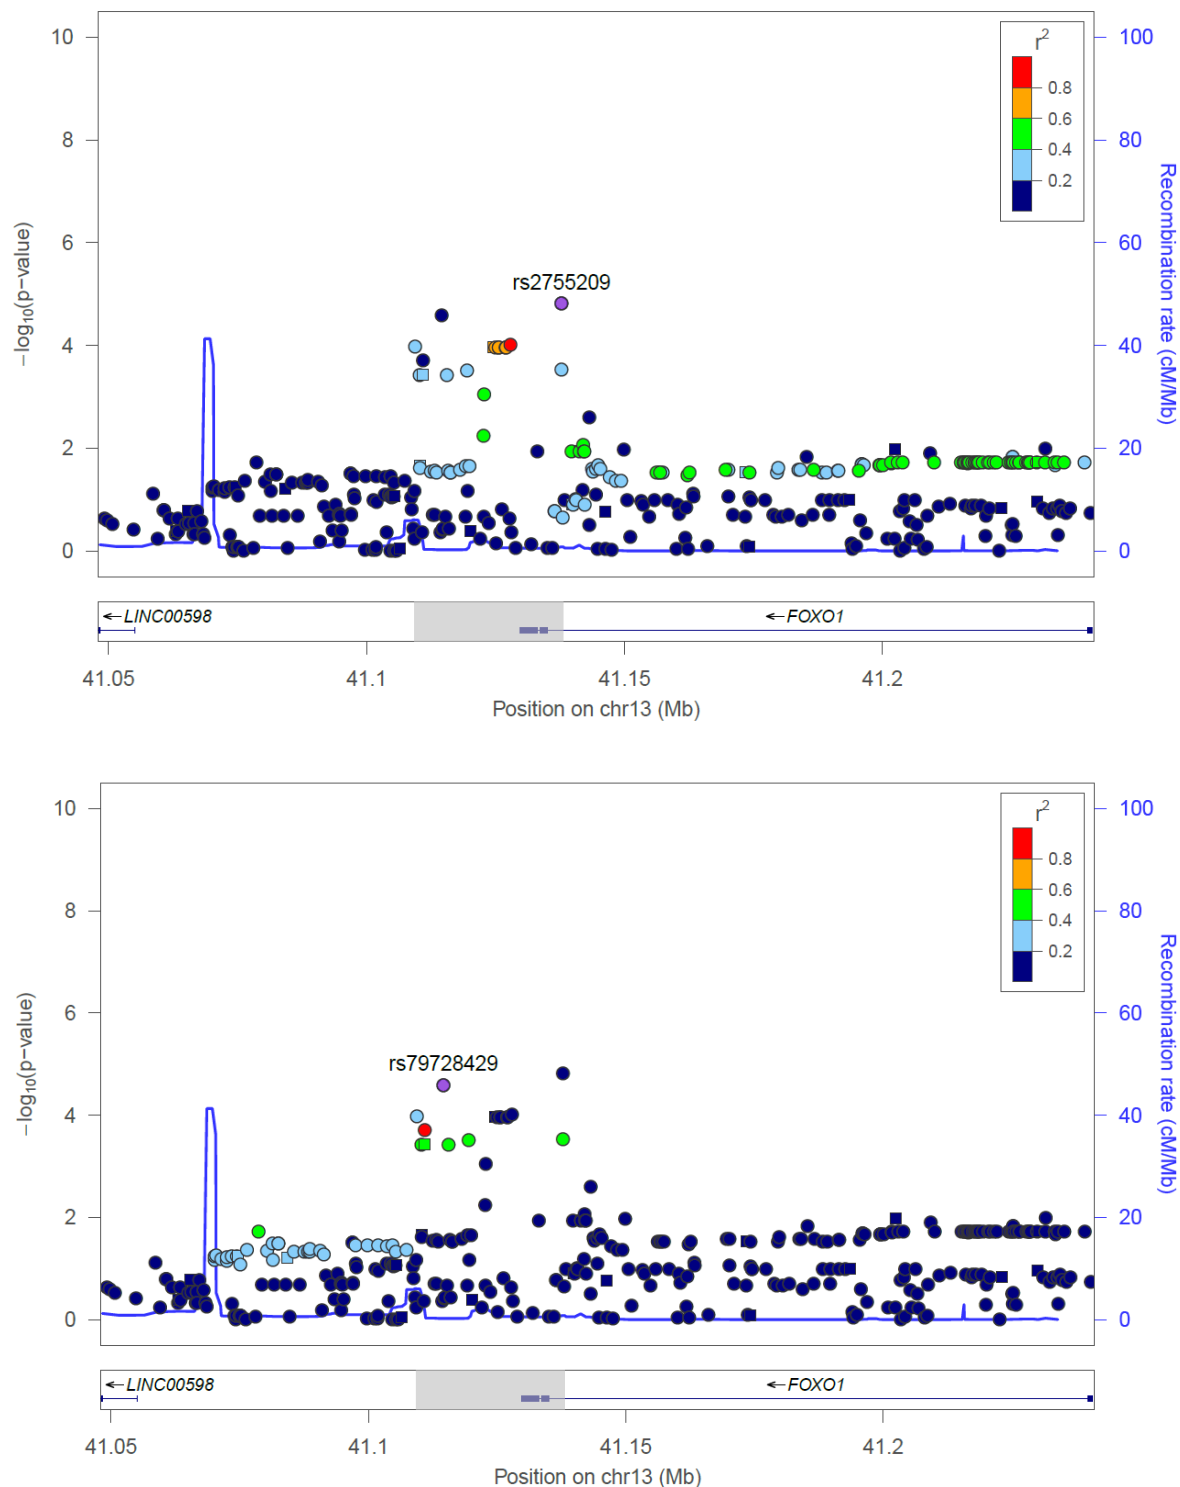 10
8
6
4
2
0
−log10(p−value)
100
80
60
40
20
0
Recombination rate (cM/Mb)
r2
0.8
0.6
0.4
0.2
rs2755209
←LINC00598
←FOXO1
41.05
41.1
41.15
41.2
Position on chr13 (Mb)
10
8
6
4
2
0
−log10(p−value)
100
80
60
40
20
0
Recombination rate (cM/Mb)
r2
0.8
0.6
0.4
0.2
rs79728429
←LINC00598
←FOXO1
41.05
41.1
41.15
41.2
Position on chr13 (Mb)